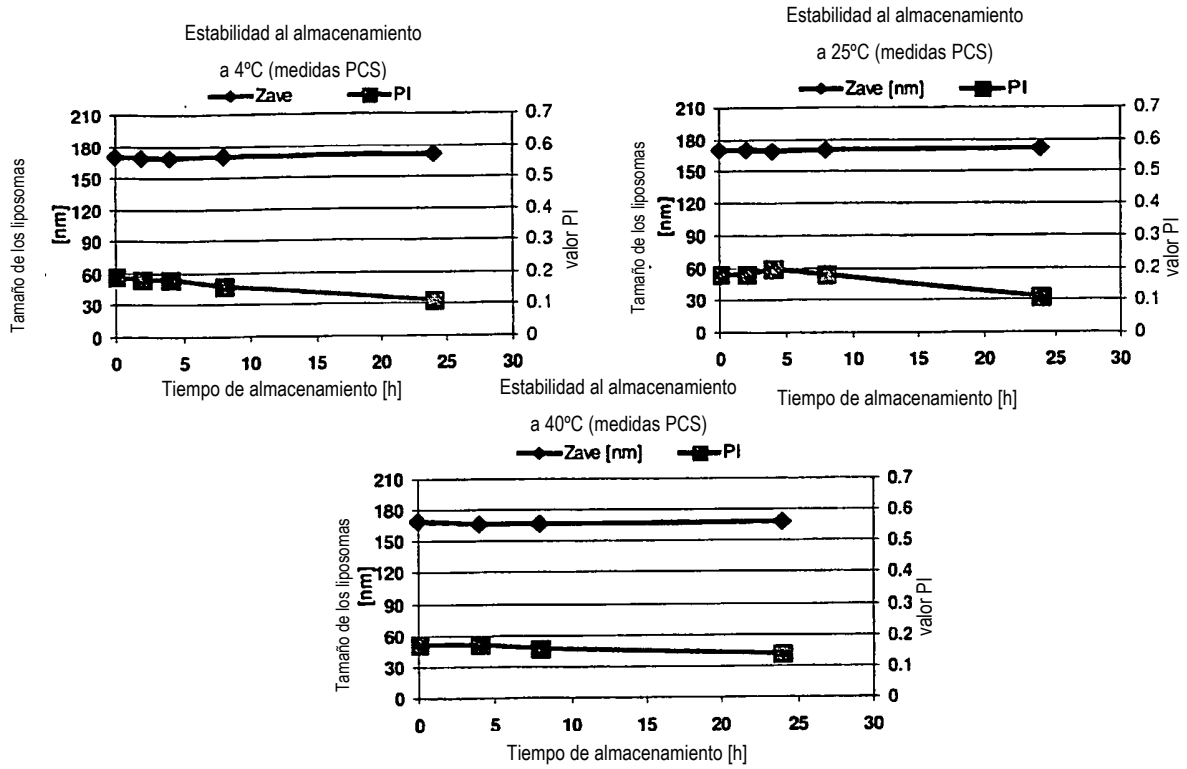 Estabilidad al almacenamiento
a 4ºC (medidas PCS)
Zave PI
210
180
150
120
90
60
30
0
0.7
0.6
0.5
0.4
0.3
0.2
0.1
0
0 5 10 15 20 25 30
Tamaño de los liposomas
[nm]
valor PI
Tiempo de almacenamiento [h]
Estabilidad al almacenamiento
a 25ºC (medidas PCS)
Zave [nm] PI
210
180
150
120
90
60
30
0
0.7
0.6
0.5
0.4
0.3
0.2
0.1
0
0 5 10 15 20 25 30
Tamaño de los liposomas
[nm]
valor PI
Tiempo de almacenamiento [h]
Estabilidad al almacenamiento
a 40ºC (medidas PCS)
Zave [nm] PI
210
180
150
120
90
60
30
0
0.7
0.6
0.5
0.4
0.3
0.2
0.1
0
0 5 10 15 20 25 30
Tamaño de los liposomas
[nm]
valor PI
Tiempo de almacenamiento [h]